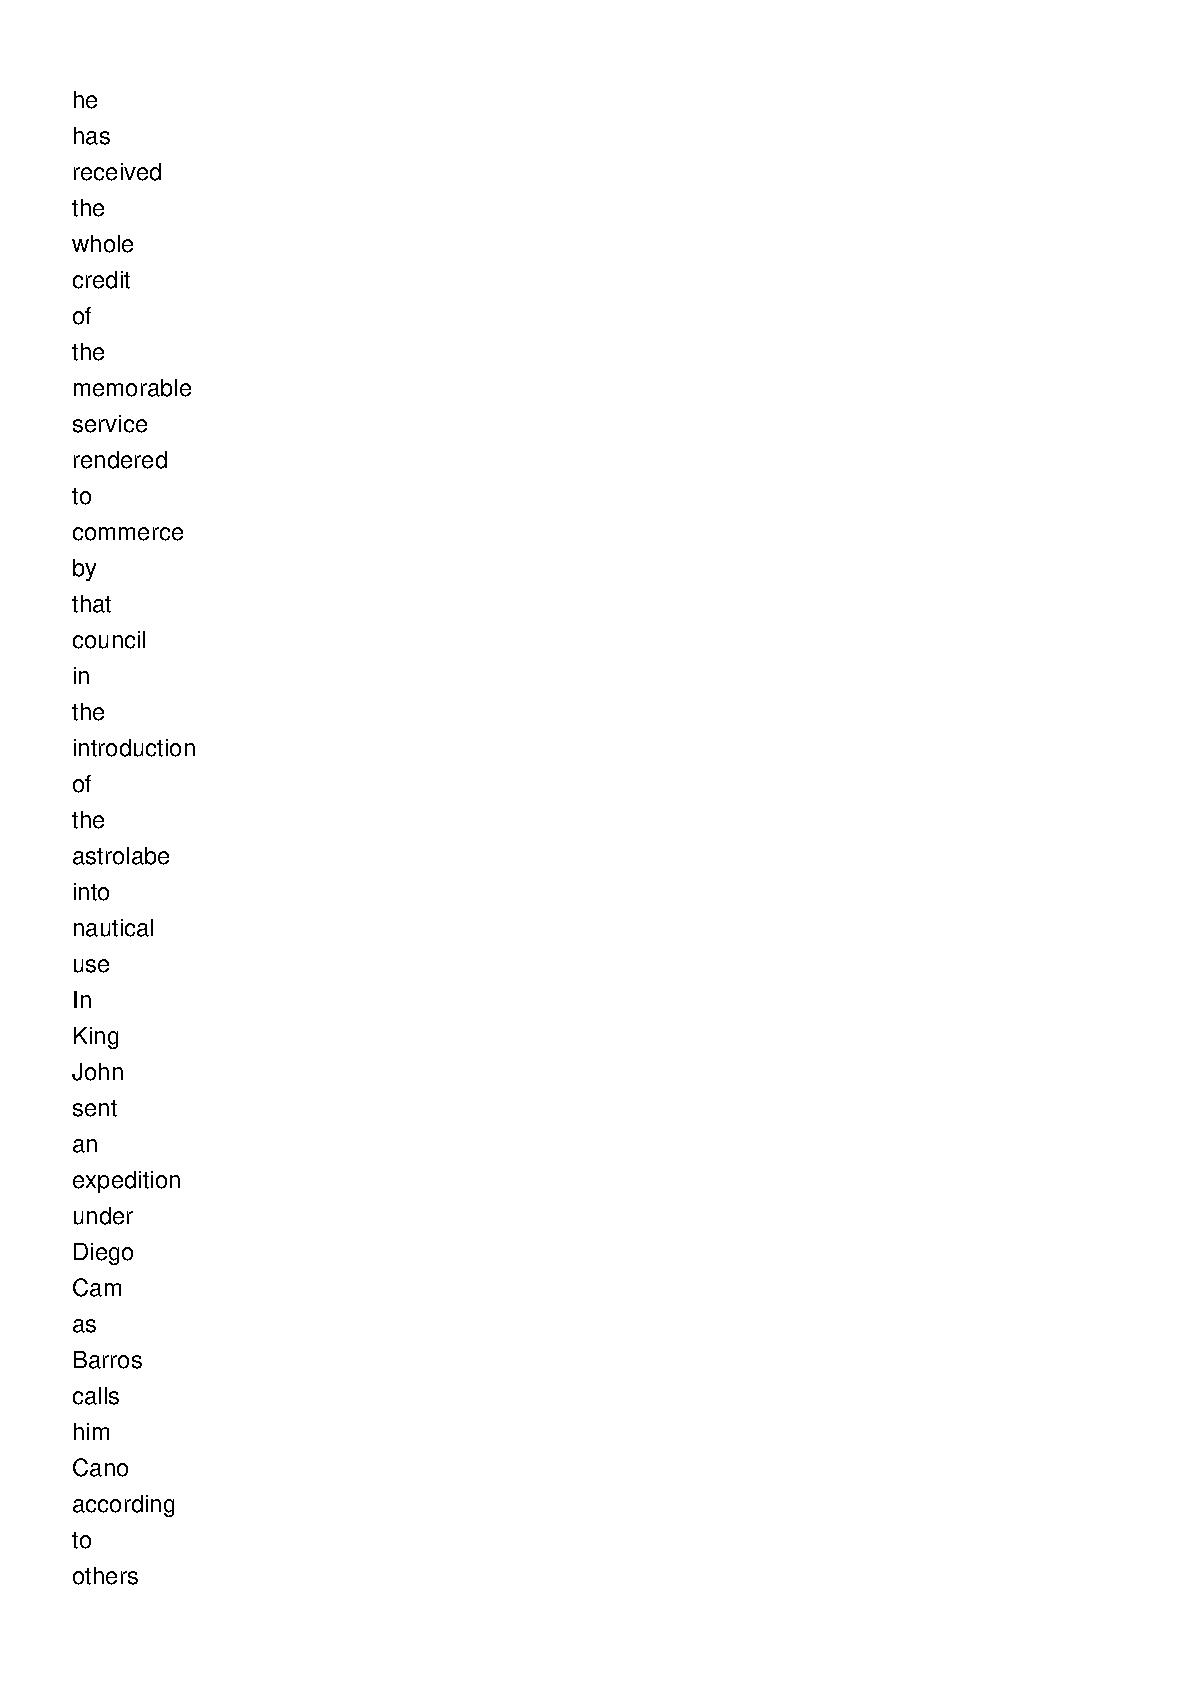 he
has
received
the
whole
credit
of
the
memorable
service
rendered
to
commerce
by
that
council
in
the
introduction
of
the
astrolabe
into
nautical
use
In
King
John
sent
an
expedition
under
Diego
Cam
as
Barros
calls
him
Cano
according
to
others